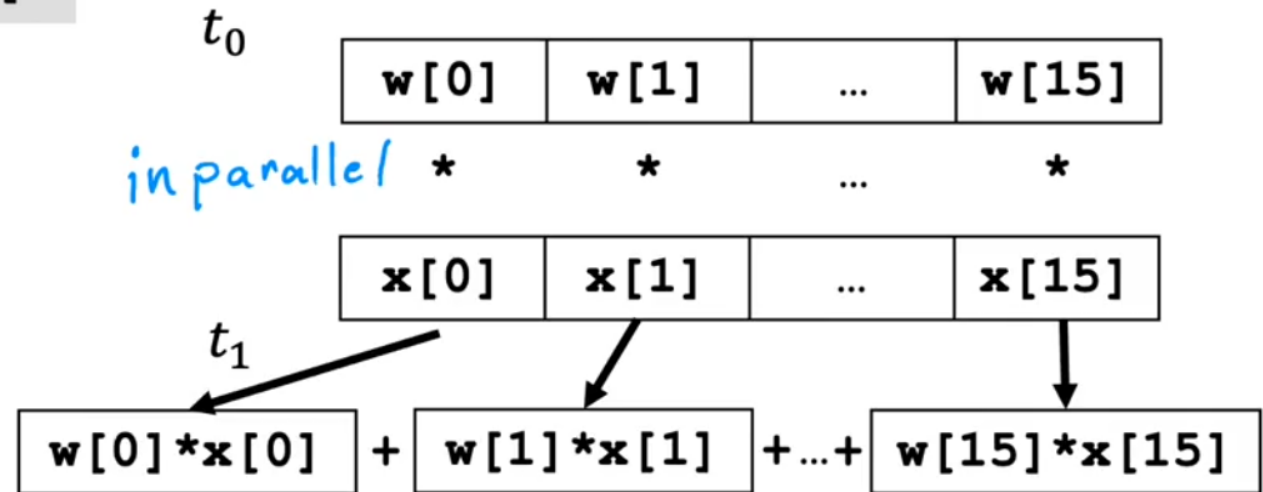 t₀
w[0] w[1] ... w[15]
in parallel * * ... *
x[0] x[1] ... x[15]
t₁
w[0]*x[0] + w[1]*x[1] +...+ w[15]*x[15]